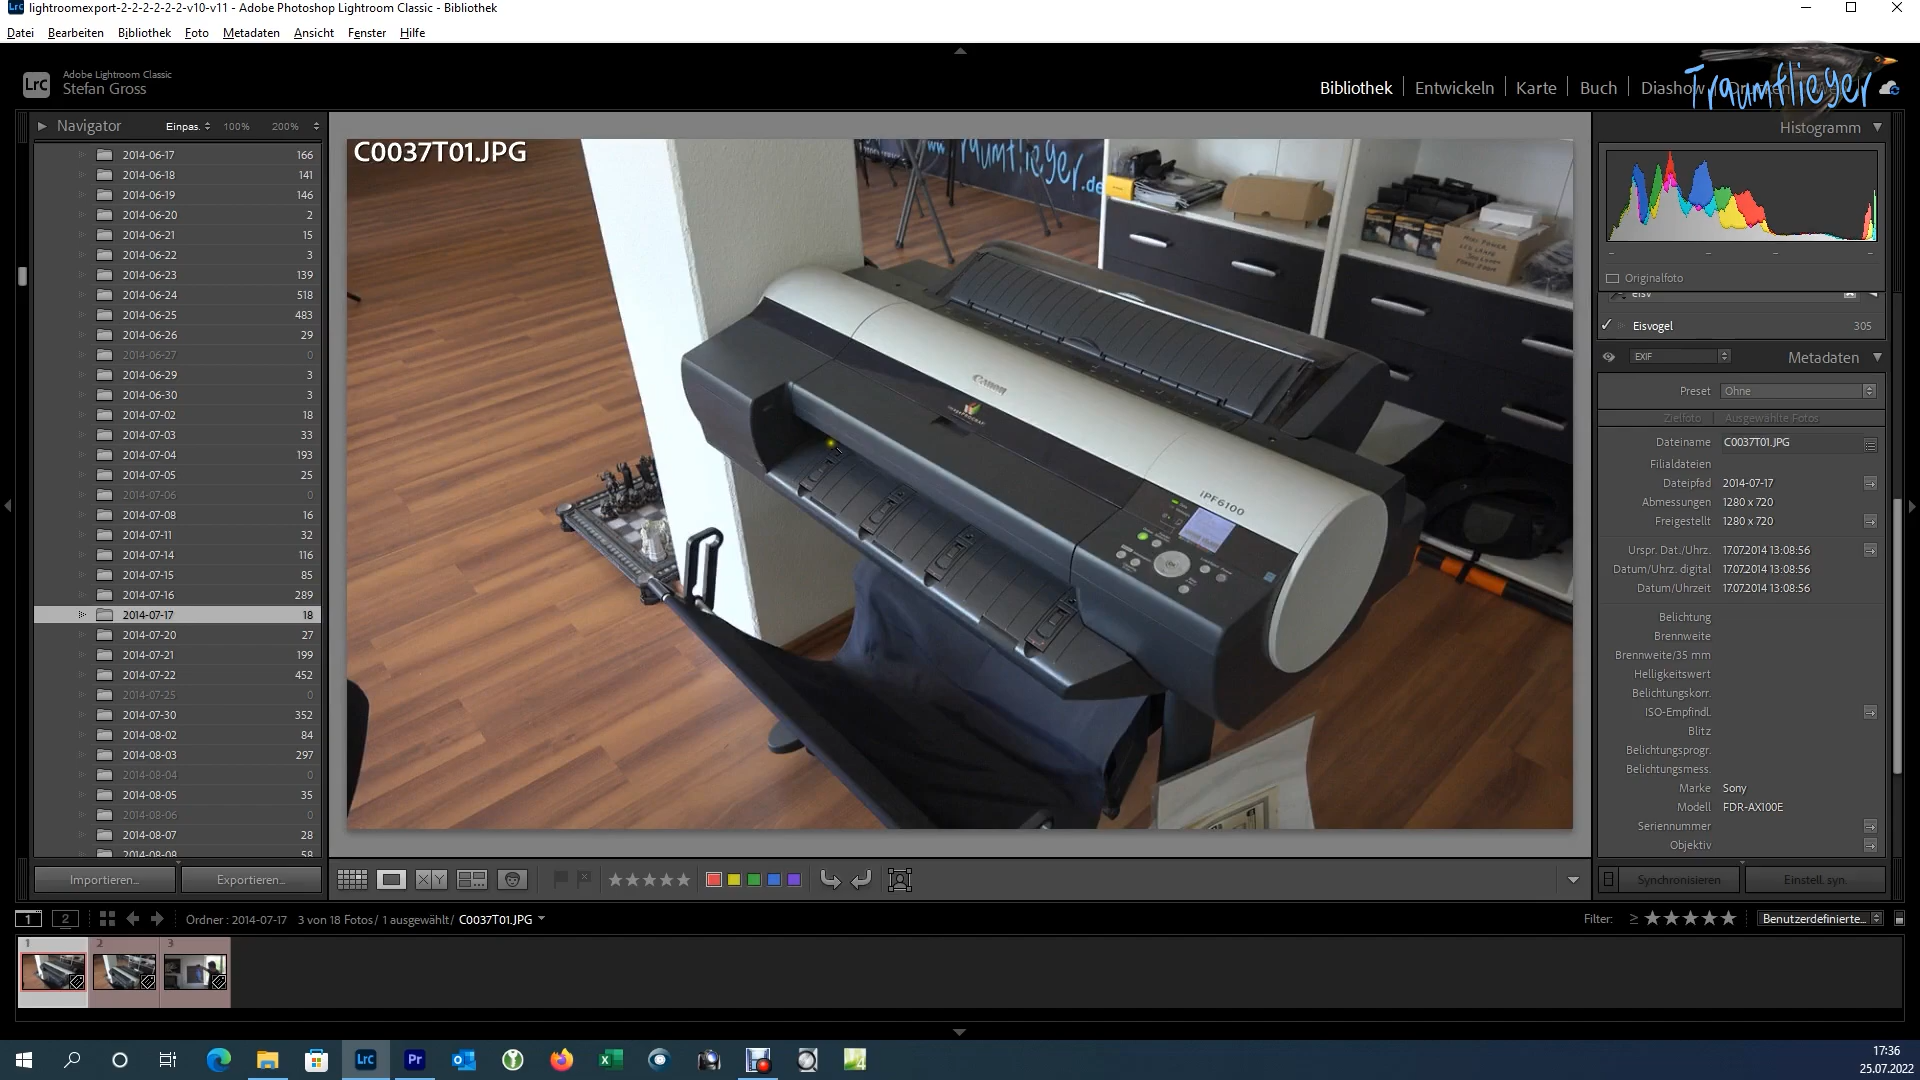 lightroomexport-2-2-2-2-2-2-v10-v11 - Adobe Photoshop Lightroom Classic - Bibliothek
Datei Bearbeiten Bibliothek Foto Metadaten Ansicht Fenster Hilfe
LrC Adobe Lightroom Classic
Stefan Gross
Bibliothek Entwickeln Karte Buch Diashow
Traumflieger
Navigator Einpas. 100% 200%
2014-06-17 166
2014-06-18 141
2014-06-19 146
2014-06-20 2
2014-06-21 15
2014-06-22 3
2014-06-23 139
2014-06-24 518
2014-06-25 483
2014-06-26 29
2014-06-27 0
2014-06-29 3
2014-06-30 3
2014-07-02 18
2014-07-03 33
2014-07-04 193
2014-07-05 25
2014-07-06 0
2014-07-08 16
2014-07-11 32
2014-07-14 116
2014-07-15 85
2014-07-16 289
2014-07-17 18
2014-07-20 27
2014-07-21 199
2014-07-22 452
2014-07-25 0
2014-07-30 352
2014-08-02 84
2014-08-03 297
2014-08-04 0
2014-08-05 35
2014-08-06 0
2014-08-07 28
2014-08-08 58
Importieren... Exportieren...
C0037T01.JPG
www.traumflieger.de
Canon
iPF6100
Histogramm
Originalfoto
eisv
Eisvogel 305
EXIF Metadaten
Preset Ohne
Zielfoto Ausgewählte Fotos
Dateiname C0037T01.JPG
Filialdateien
Dateipfad 2014-07-17
Abmessungen 1280 x 720
Freigestellt 1280 x 720
Urspr. Dat./Uhrz. 17.07.2014 13:08:56
Datum/Uhrz. digital 17.07.2014 13:08:56
Datum/Uhrzeit 17.07.2014 13:08:56
Belichtung
Brennweite
Brennweite/35 mm
Helligkeitswert
Belichtungskorr.
ISO-Empfindl.
Blitz
Belichtungsprogr.
Belichtungsmess.
Marke Sony
Modell FDR-AX100E
Seriennummer
Objektiv
Synchronisieren Einstell. syn.
X Y
1 2 Ordner : 2014-07-17 3 von 18 Fotos/ 1 ausgewählt/ C0037T01.JPG
Filter: ≥ Benutzerdefinierte...
1 2 3
LrC Pr
17:36
25.07.2022